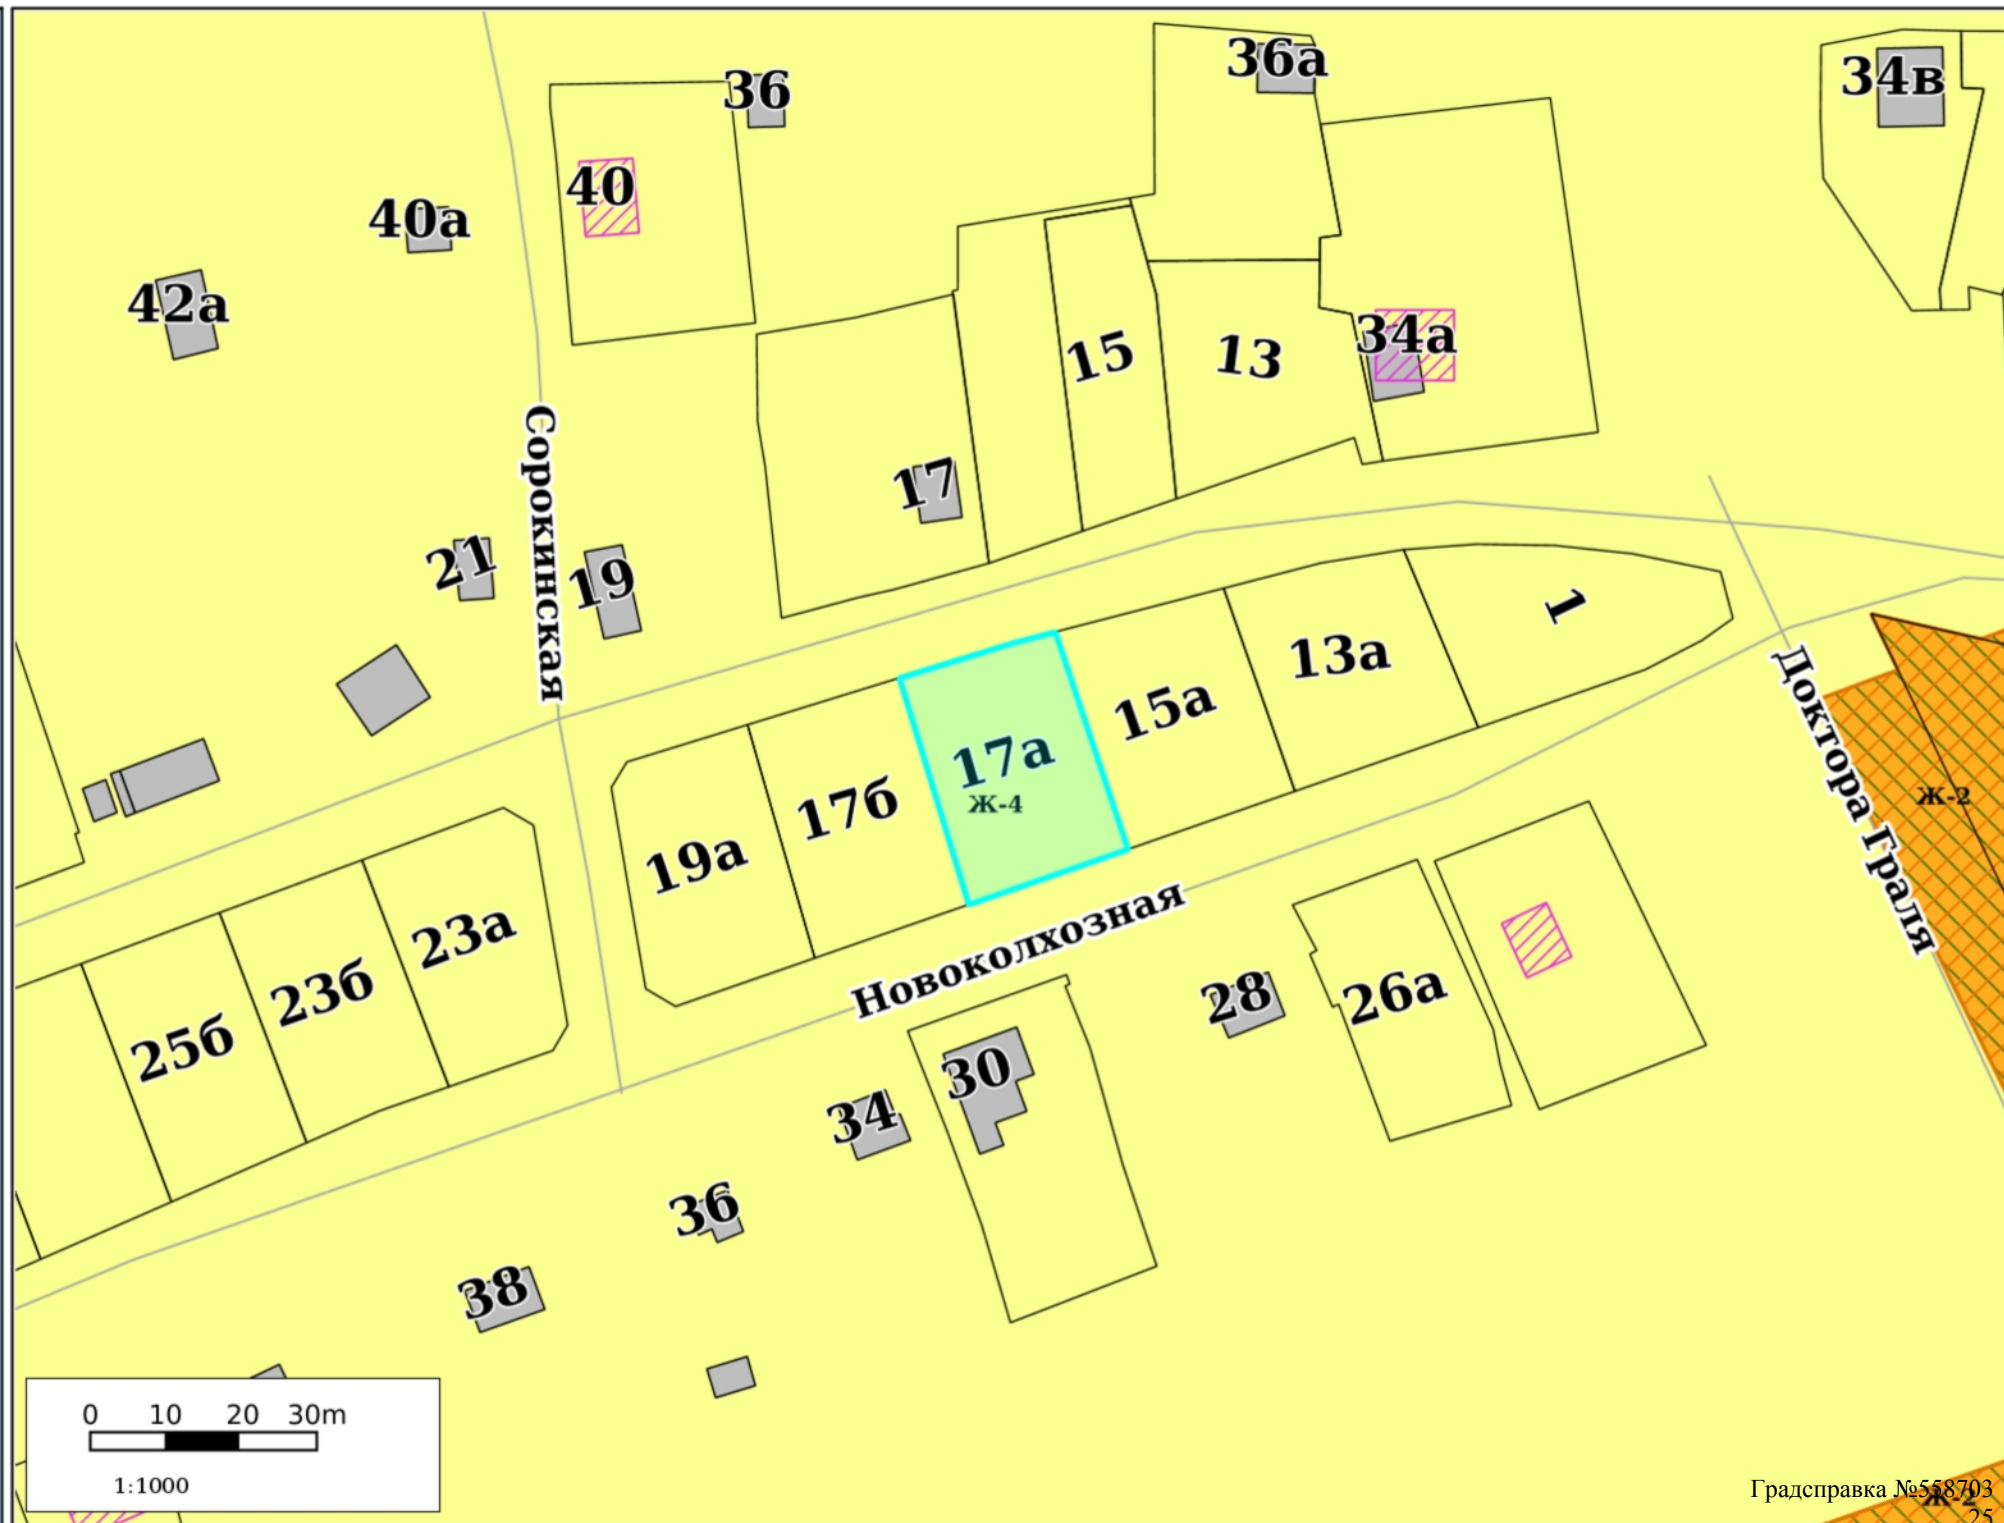 36
36а
34в
40
40а
42а
15
13
34а
17
Сорокинская
21
19
1
13а
15а
17а
Ж-4
17б
19а
Доктора Граля
Ж-2
Новоколхозная
23а
23б
25б
28
26а
30
34
36
38
0 10 20 30m
1:1000
Градсправка №558703
Ж-2
25